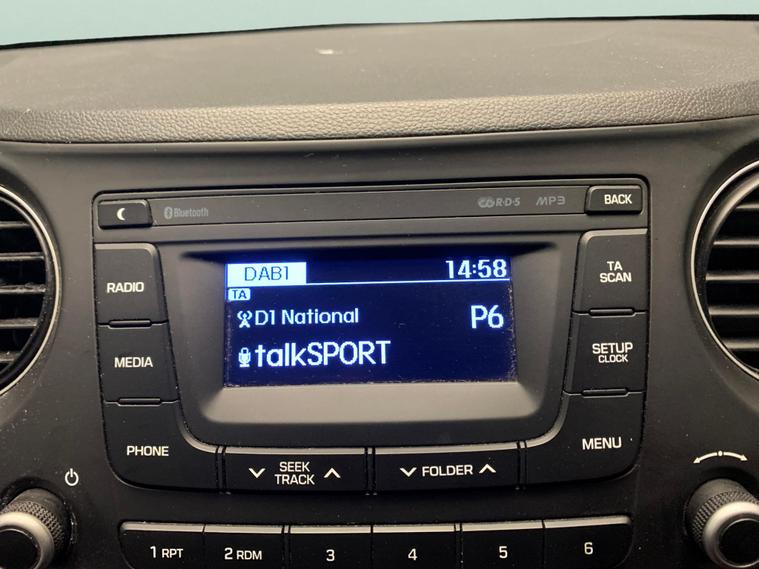 Bluetooth R·D·S MP3 BACK
DAB1 14:58
TA
D1 National P6
talkSPORT
RADIO
MEDIA
PHONE
TA
SCAN
SETUP
CLOCK
MENU
SEEK
TRACK
FOLDER
1 RPT 2 RDM 3 4 5 6